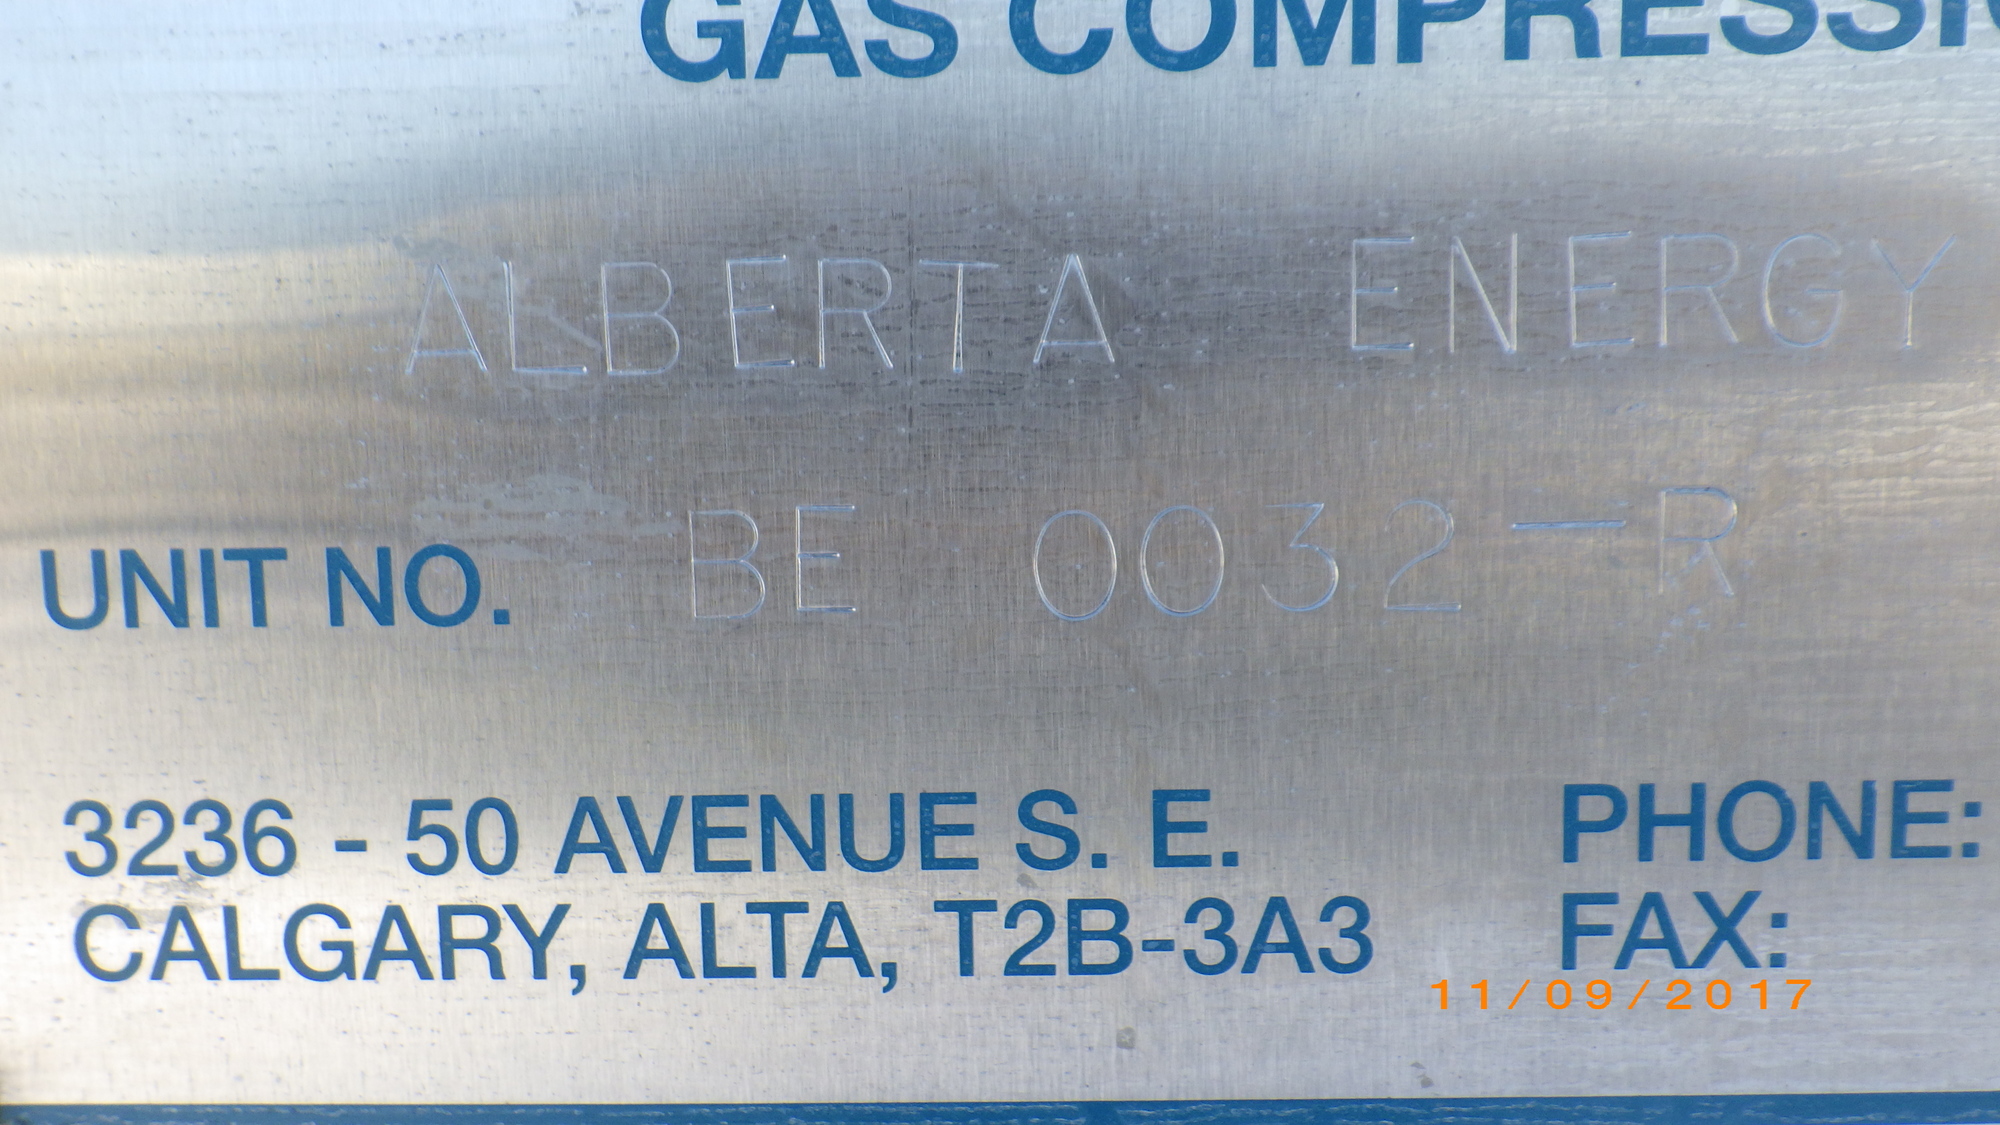 GAS COMPRESSI
ALBERTA ENERGY
UNIT NO. BE 0032-R
3236 - 50 AVENUE S. E. PHONE:
CALGARY, ALTA, T2B-3A3 FAX:
11/09/2017